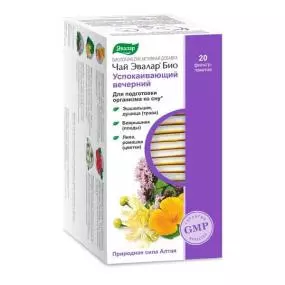 Эвалар
БИОЛОГИЧЕСКИ АКТИВНАЯ ДОБАВКА
Чай Эвалар Био
Успокаивающий
вечерний
20
фильтр-
пакетов
Для подготовки
организма ко сну*
Эшшольция,
душица (трава)
Боярышник
(плоды)
Липа,
ромашка
(цветки)
GMP
Природная сила Алтая